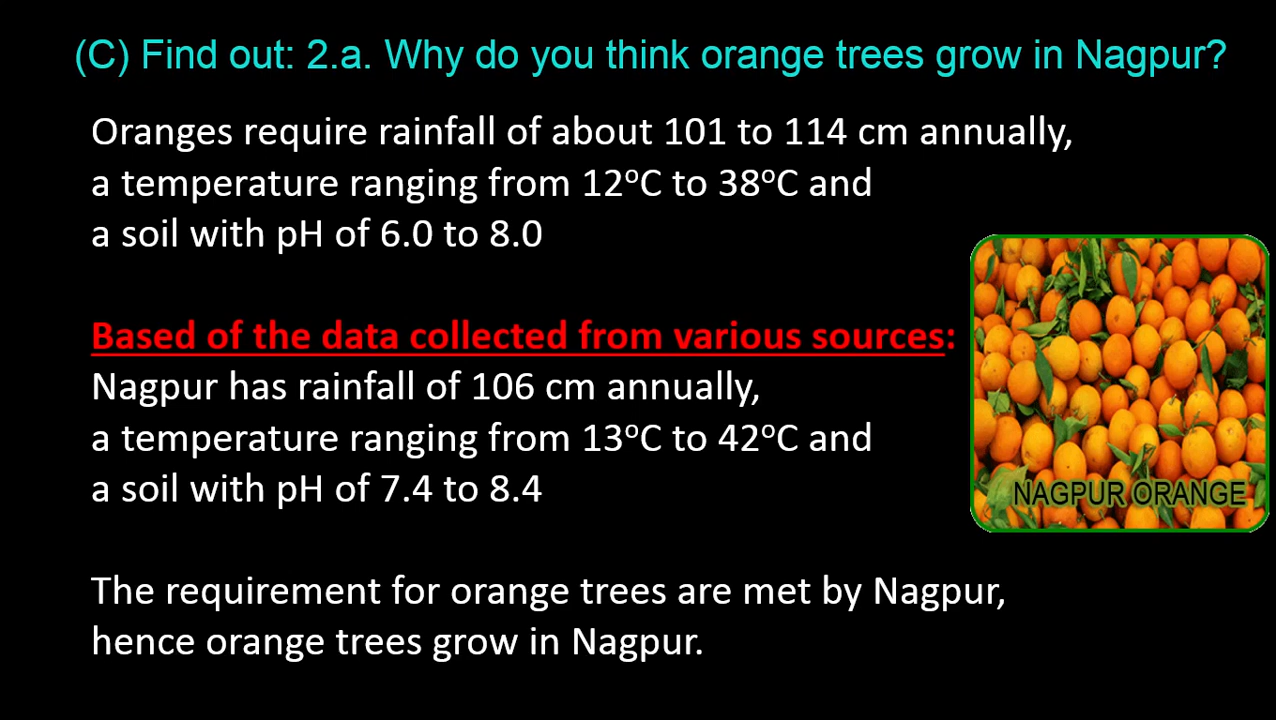 (C) Find out: 2.a. Why do you think orange trees grow in Nagpur?
Oranges require rainfall of about 101 to 114 cm annually,
a temperature ranging from 12ºC to 38ºC and
a soil with pH of 6.0 to 8.0
Based of the data collected from various sources:
Nagpur has rainfall of 106 cm annually,
a temperature ranging from 13ºC to 42ºC and
a soil with pH of 7.4 to 8.4
NAGPUR ORANGE
The requirement for orange trees are met by Nagpur,
hence orange trees grow in Nagpur.